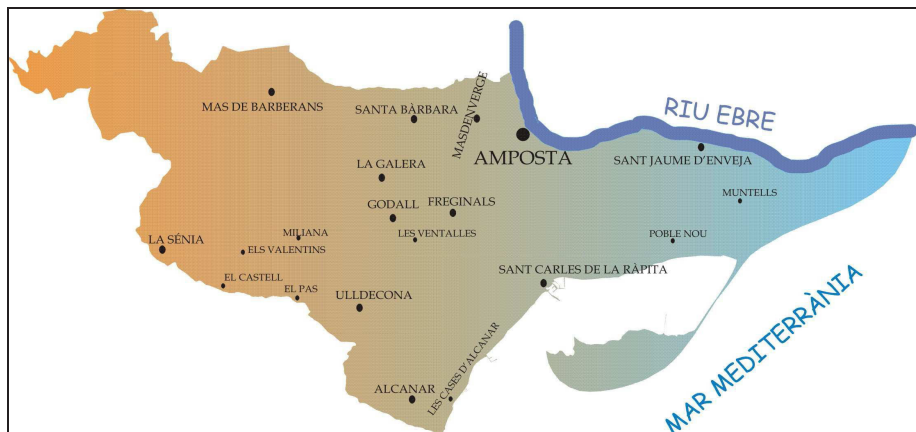 RIU EBRE
MAS DE BARBERANS
SANTA BÀRBARA
MASDENVERGE
AMPOSTA
SANT JAUME D'ENVEJA
LA GALERA
MUNTELLS
GODALL
FREGINALS
MILIANA
LES VENTALLES
POBLE NOU
LA SÉNIA
ELS VALENTINS
SANT CARLES DE LA RÀPITA
EL CASTELL
EL PAS
ULLDECONA
MAR MEDITERRÀNIA
ALCANAR
LES CASES D'ALCANAR